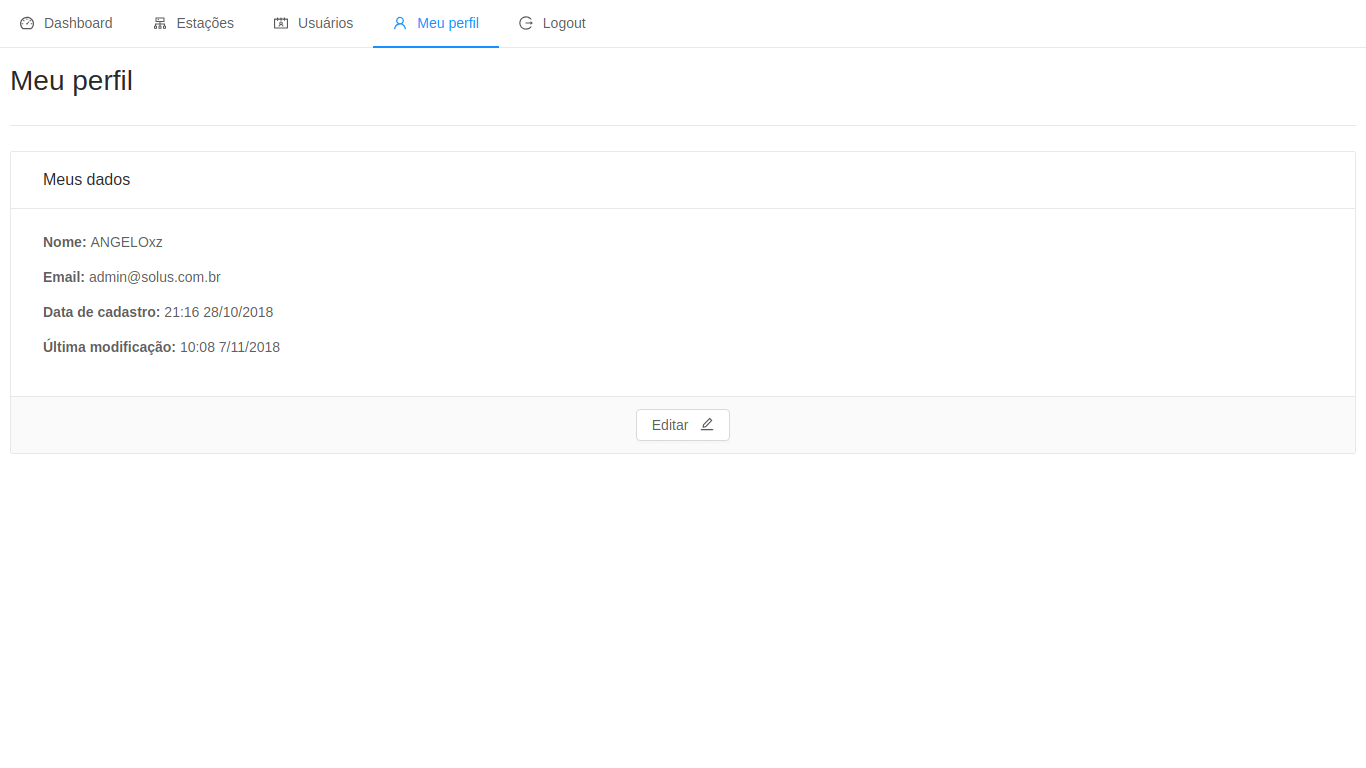 Dashboard Estações Usuários Meu perfil Logout
Meu perfil
Meus dados
Nome: ANGELOxz
Email: admin@solus.com.br
Data de cadastro: 21:16 28/10/2018
Última modificação: 10:08 7/11/2018
Editar